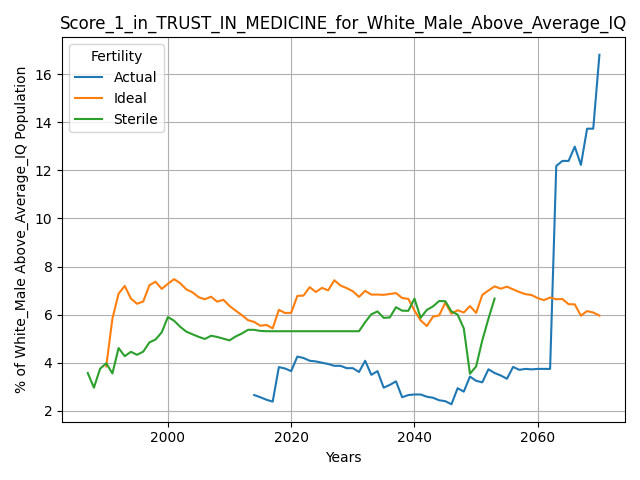 Score_1_in_TRUST_IN_MEDICINE_for_White_Male_Above_Average_IQ
Fertility
Actual
Ideal
Sterile
% of White_Male Above_Average_IQ Population
16
14
12
10
8
6
4
2
2000
2020
2040
2060
Years